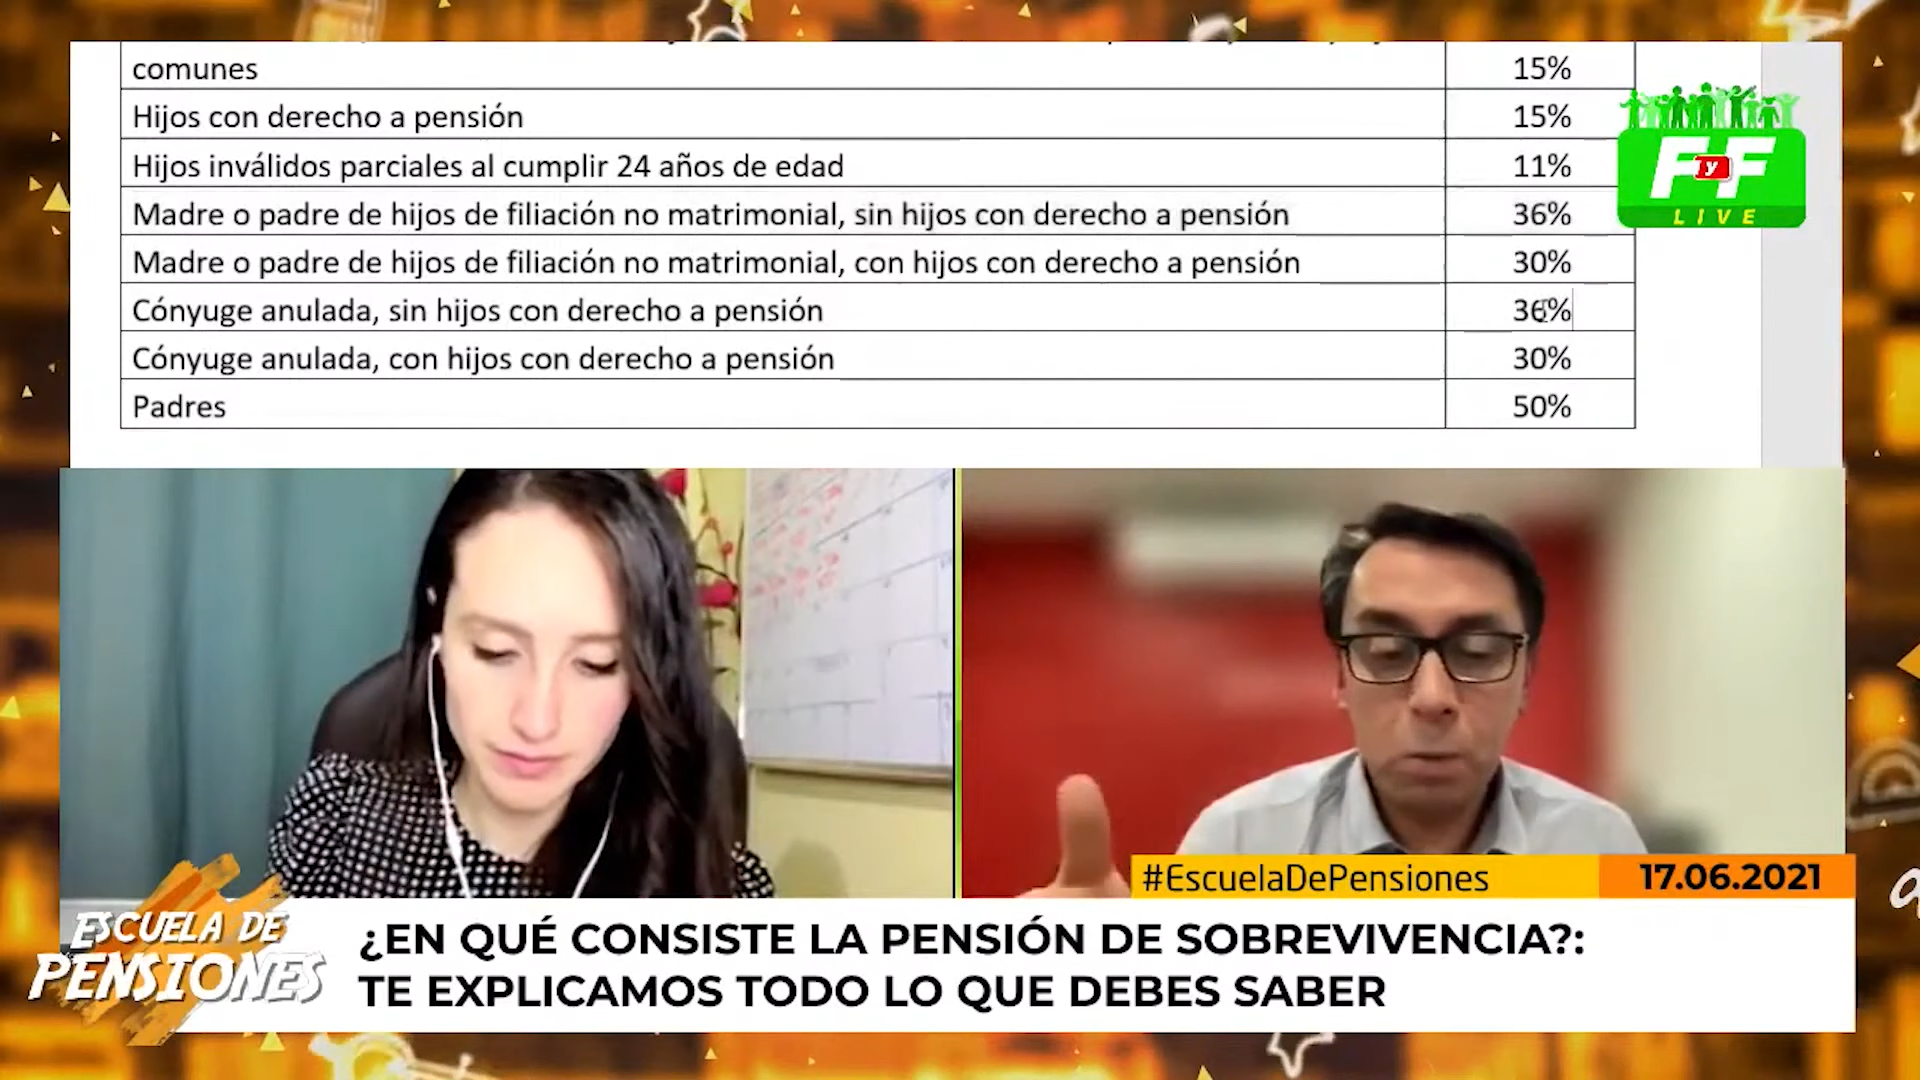 comunes 15%
Hijos con derecho a pensión 15%
Hijos inválidos parciales al cumplir 24 años de edad 11%
Madre o padre de hijos de filiación no matrimonial, sin hijos con derecho a pensión 36%
Madre o padre de hijos de filiación no matrimonial, con hijos con derecho a pensión 30%
Cónyuge anulada, sin hijos con derecho a pensión 36%
Cónyuge anulada, con hijos con derecho a pensión 30%
Padres 50%
FyF
LIVE
#EscuelaDePensiones 17.06.2021
ESCUELA DE
PENSIONES
¿EN QUÉ CONSISTE LA PENSIÓN DE SOBREVIVENCIA?:
TE EXPLICAMOS TODO LO QUE DEBES SABER